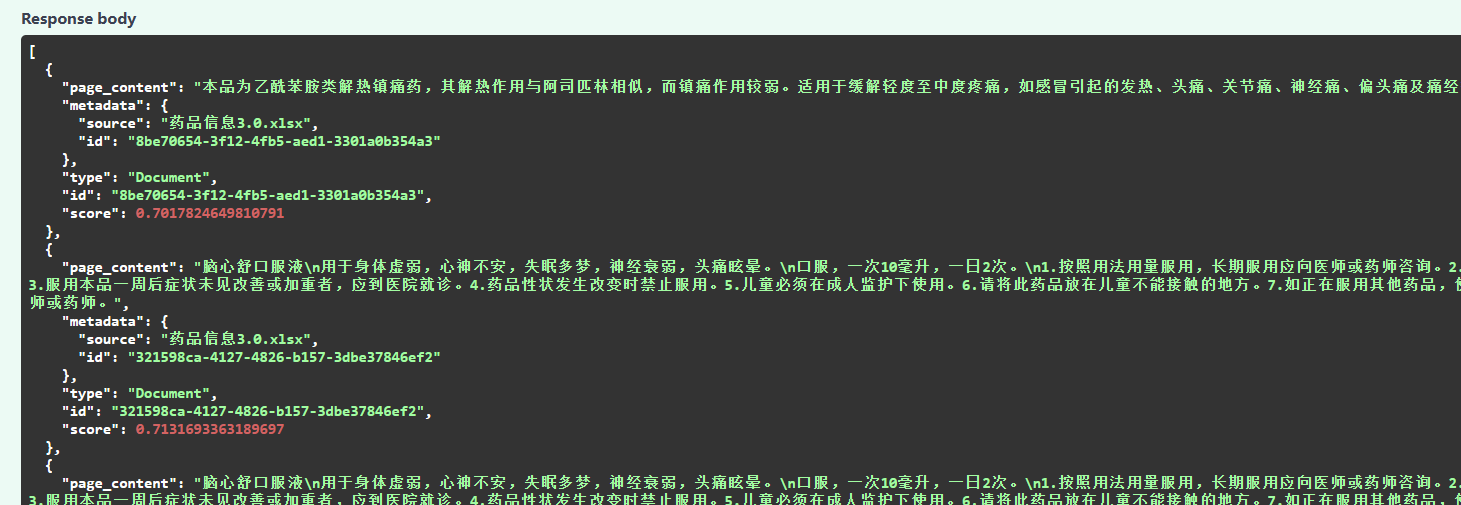 Response body
[
  {
    "page_content": "本品为乙酰苯胺类解热镇痛药，其解热作用与阿司匹林相似，而镇痛作用较弱。适用于缓解轻度至中度疼痛，如感冒引起的发热、头痛、关节痛、神经痛、偏头痛及痛经
    "metadata": {
      "source": "药品信息3.0.xlsx",
      "id": "8be70654-3f12-4fb5-aed1-3301a0b354a3"
    },
    "type": "Document",
    "id": "8be70654-3f12-4fb5-aed1-3301a0b354a3",
    "score": 0.7017824649810791
  },
  {
    "page_content": "脑心舒口服液\n用于身体虚弱，心神不安，失眠多梦，神经衰弱，头痛眩晕。\n口服，一次10毫升，一日2次。\n1.按照用法用量服用，长期服用应向医师或药师咨询。2.
3.服用本品一周后症状未见改善或加重者，应到医院就诊。4.药品性状发生改变时禁止服用。5.儿童必须在成人监护下使用。6.请将此药品放在儿童不能接触的地方。7.如正在服用其他药品，使
师或药师。",
    "metadata": {
      "source": "药品信息3.0.xlsx",
      "id": "321598ca-4127-4826-b157-3dbe37846ef2"
    },
    "type": "Document",
    "id": "321598ca-4127-4826-b157-3dbe37846ef2",
    "score": 0.7131693363189697
  },
  {
    "page_content": "脑心舒口服液\n用于身体虚弱，心神不安，失眠多梦，神经衰弱，头痛眩晕。\n口服，一次10毫升，一日2次。\n1.按照用法用量服用，长期服用应向医师或药师咨询。2.
3.服用本品一周后症状未见改善或加重者，应到医院就诊。4.药品性状发生改变时禁止服用。5.儿童必须在成人监护下使用。6.请将此药品放在儿童不能接触的地方。7.如正在服用其他药品，使